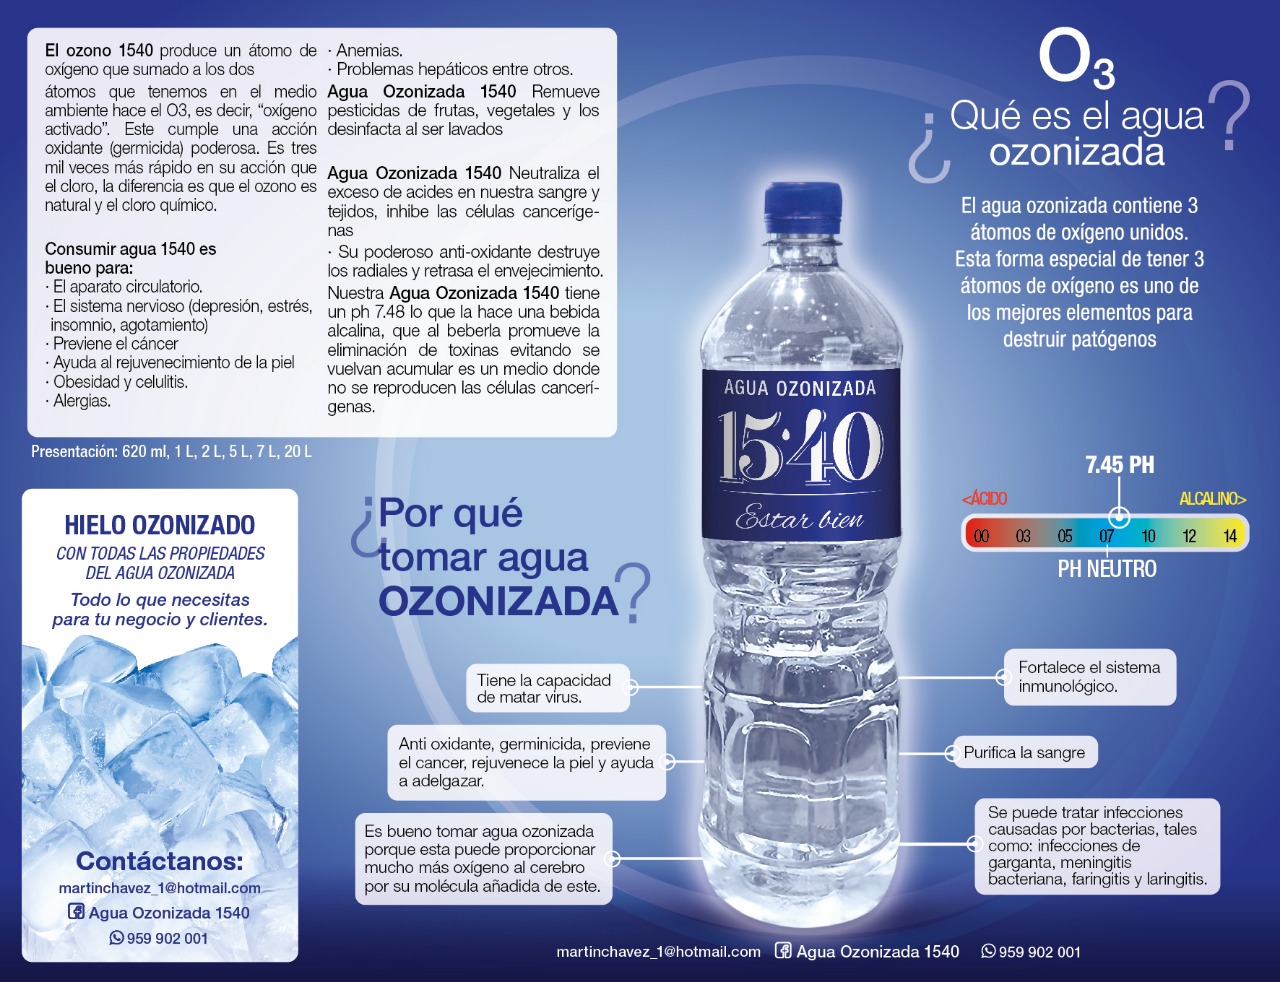 El ozono 1540 produce un átomo de
oxígeno que sumado a los dos
átomos que tenemos en el medio
ambiente hace el O3, es decir, “oxígeno
activado”. Este cumple una acción
oxidante (germicida) poderosa. Es tres
mil veces más rápido en su acción que
el cloro, la diferencia es que el ozono es
natural y el cloro químico.
Consumir agua 1540 es
bueno para:
· El aparato circulatorio.
· El sistema nervioso (depresión, estrés,
insomnio, agotamiento)
· Previene el cáncer
· Ayuda al rejuvenecimiento de la piel
· Obesidad y celulitis.
· Alergias.
· Anemias.
· Problemas hepáticos entre otros.
Agua Ozonizada 1540 Remueve
pesticidas de frutas, vegetales y los
desinfacta al ser lavados
Agua Ozonizada 1540 Neutraliza el
exceso de acides en nuestra sangre y
tejidos, inhibe las células canceríge-
nas
· Su poderoso anti-oxidante destruye
los radiales y retrasa el envejecimiento.
Nuestra Agua Ozonizada 1540 tiene
un ph 7.48 lo que la hace una bebida
alcalina, que al beberla promueve la
eliminación de toxinas evitando se
vuelvan acumular es un medio donde
no se reproducen las células cancerí-
genas.
Presentación: 620 ml, 1 L, 2 L, 5 L, 7 L, 20 L
O3
¿Qué es el agua
ozonizada?
El agua ozonizada contiene 3
átomos de oxígeno unidos.
Esta forma especial de tener 3
átomos de oxígeno es uno de
los mejores elementos para
destruir patógenos
AGUA OZONIZADA
15·40
Estar bien
7.45 PH
<ÁCIDO ALCALINO>
00 03 05 07 10 12 14
PH NEUTRO
HIELO OZONIZADO
CON TODAS LAS PROPIEDADES
DEL AGUA OZONIZADA
Todo lo que necesitas
para tu negocio y clientes.
Contáctanos:
martinchavez_1@hotmail.com
Agua Ozonizada 1540
959 902 001
¿Por qué
tomar agua
OZONIZADA?
Tiene la capacidad
de matar virus.
Anti oxidante, germinicida, previene
el cancer, rejuvenece la piel y ayuda
a adelgazar.
Es bueno tomar agua ozonizada
porque esta puede proporcionar
mucho más oxígeno al cerebro
por su molécula añadida de este.
Fortalece el sistema
inmunológico.
Purifica la sangre
Se puede tratar infecciones
causadas por bacterias, tales
como: infecciones de
garganta, meningitis
bacteriana, faringitis y laringitis.
martinchavez_1@hotmail.com Agua Ozonizada 1540 959 902 001